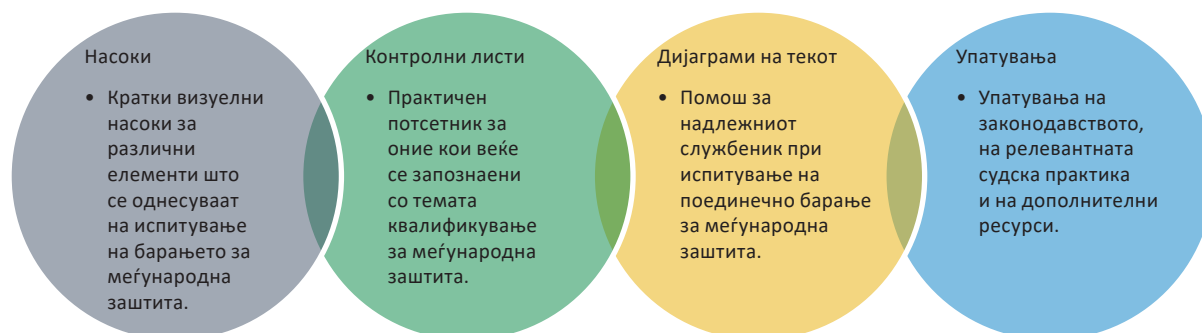 Насоки
• Кратки визуелни
насоки за
различни
елементи што
се однесуваат
на испитување
на барањето за
меѓународна
заштита.
Контролни листи
• Практичен
потсетник за
оние кои веќе
се запознаени
со темата
квалификување
за меѓународна
заштита.
Дијаграми на текот
• Помош за
надлежниот
службеник при
испитување на
поединечно барање
за меѓународна
заштита.
Упатувања
• Упатувања на
законодавството,
на релевантната
судска практика
и на дополнителни
ресурси.